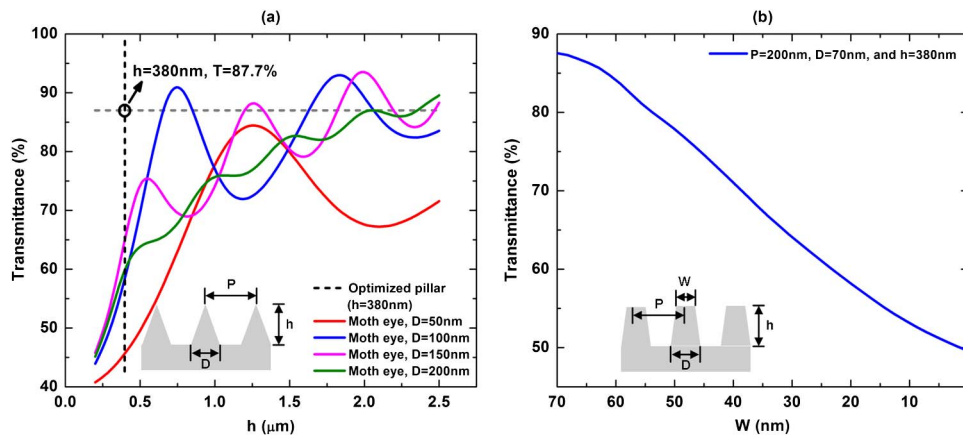 (a)
100
90
80
70
60
50
40
Transmittance (%)
0.0 0.5 1.0 1.5 2.0 2.5
h (μm)
h=380nm, T=87.7%
P
h
D
Optimized pillar
(h=380nm)
Moth eye, D=50nm
Moth eye, D=100nm
Moth eye, D=150nm
Moth eye, D=200nm
(b)
90
80
70
60
50
Transmittance (%)
70 60 50 40 30 20 10 0
W (nm)
P=200nm, D=70nm, and h=380nm
W
P
h
D